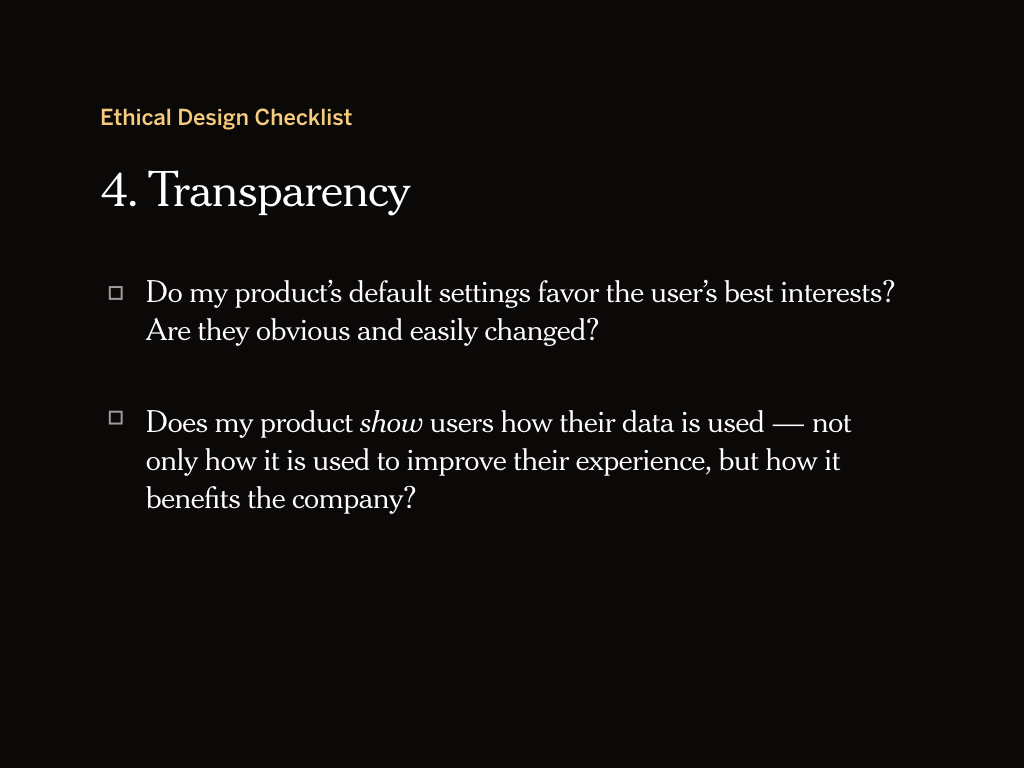 Ethical Design Checklist
4. Transparency
Do my product’s default settings favor the user’s best interests?
Are they obvious and easily changed?
Does my product show users how their data is used — not
only how it is used to improve their experience, but how it
benefits the company?